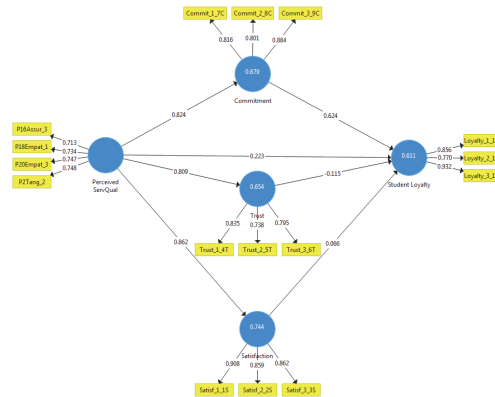 Commit_1_7C Commit_2_8C Commit_3_9C
0.816 0.801 0.884
0.679
Commitment
0.824 0.624
P16Assur_3
P18Empat_1
P20Empat_3
P2Tang_2
0.713
0.734
0.747
0.748
Perceived
ServQual
0.223
0.809
0.654
-0.115
Trust
0.835 0.738 0.795
Trust_1_4T Trust_2_5T Trust_3_6T
0.611
Student Loyalty
0.856
0.770
0.932
Loyalty_1_1
Loyalty_2_1
Loyalty_3_1
0.862 0.066
0.744
Satisfaction
0.908 0.859 0.862
Satisf_1_1S Satisf_2_2S Satisf_3_3S